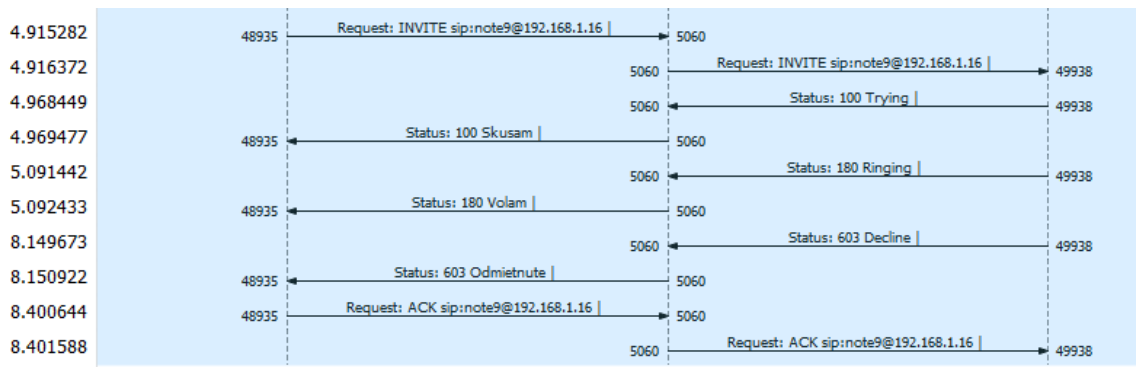 4.915282 48935 Request: INVITE sip:note9@192.168.1.16 | 5060
4.916372 5060 Request: INVITE sip:note9@192.168.1.16 | 49938
4.968449 5060 Status: 100 Trying | 49938
4.969477 48935 Status: 100 Skusam | 5060
5.091442 5060 Status: 180 Ringing | 49938
5.092433 48935 Status: 180 Volam | 5060
8.149673 5060 Status: 603 Decline | 49938
8.150922 48935 Status: 603 Odmietnute | 5060
8.400644 48935 Request: ACK sip:note9@192.168.1.16 | 5060
8.401588 5060 Request: ACK sip:note9@192.168.1.16 | 49938